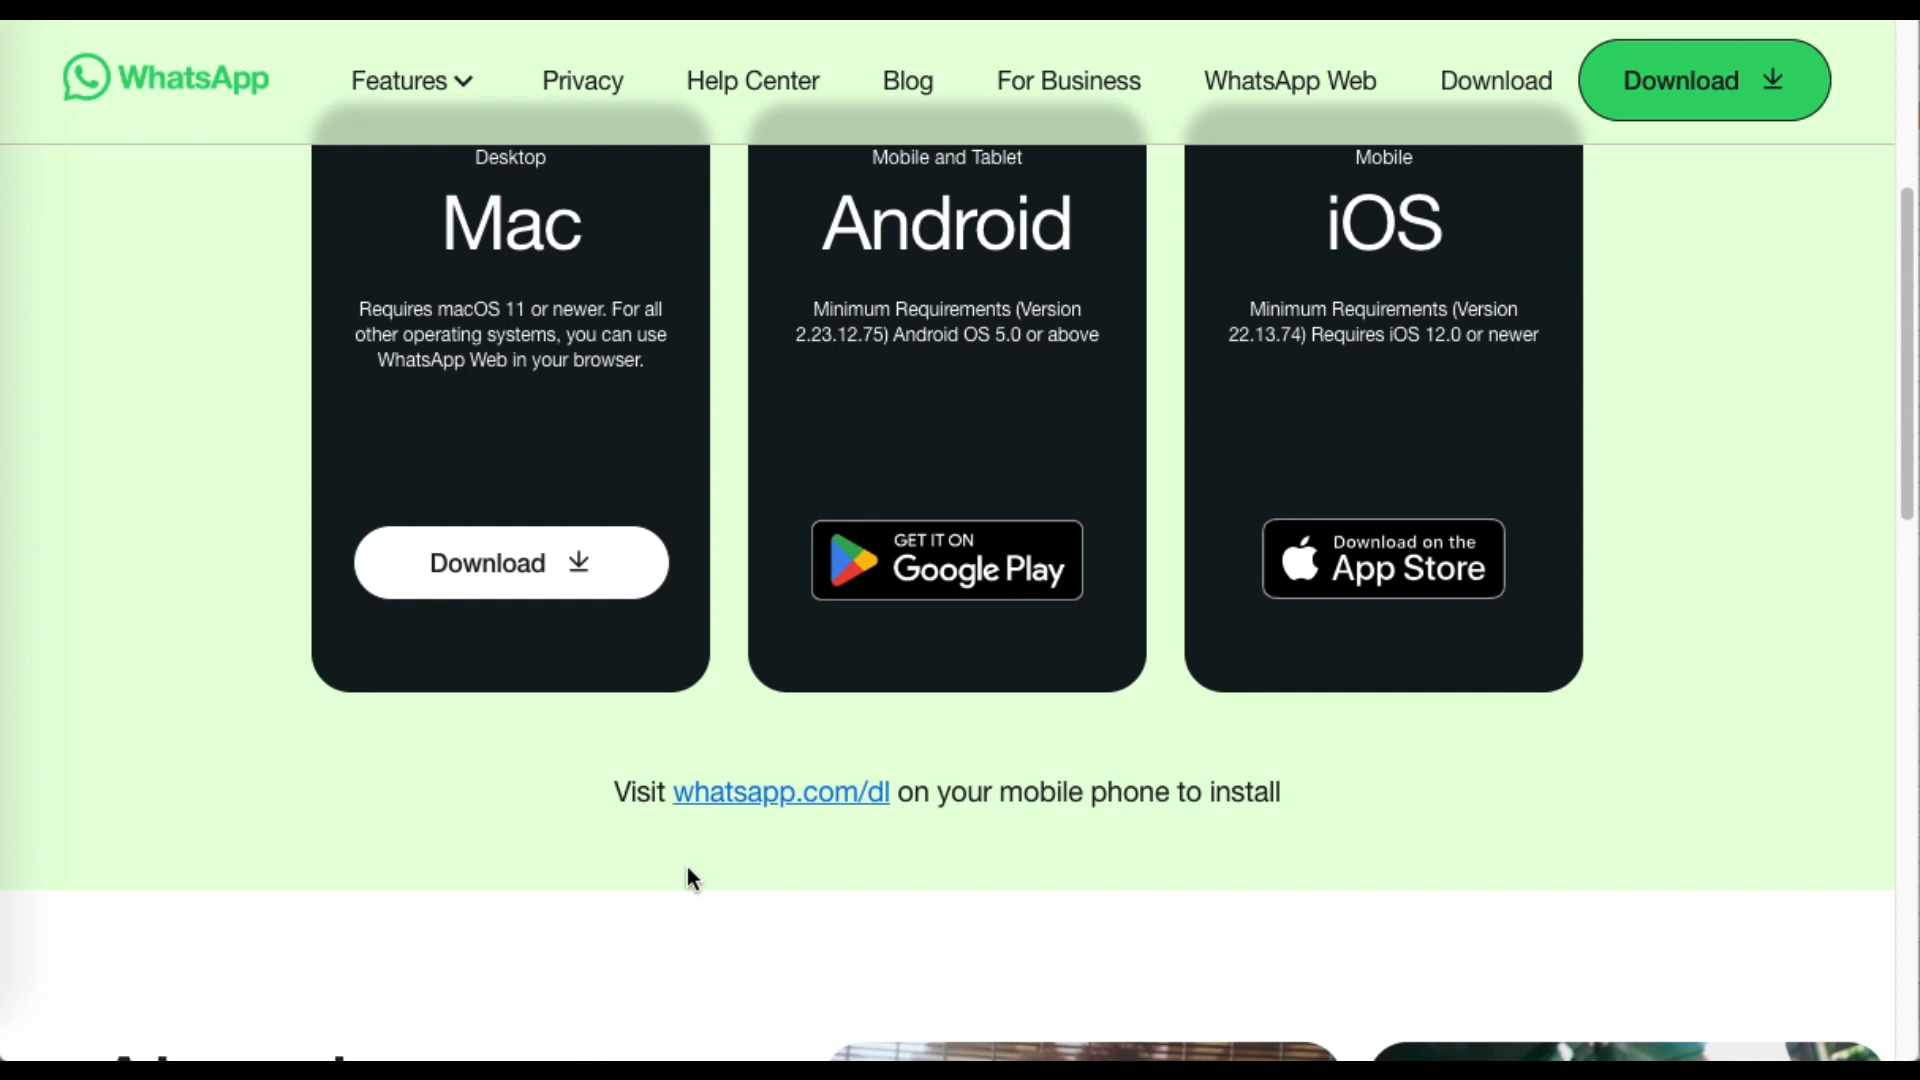 WhatsApp
Features
Privacy
Help Center
Blog
For Business
WhatsApp Web
Download
Download
Desktop
Mac
Requires macOS 11 or newer. For all
other operating systems, you can use
WhatsApp Web in your browser.
Download
Mobile and Tablet
Android
Minimum Requirements (Version
2.23.12.75) Android OS 5.0 or above
GET IT ON
Google Play
Mobile
iOS
Minimum Requirements (Version
22.13.74) Requires iOS 12.0 or newer
Download on the
App Store
Visit whatsapp.com/dl on your mobile phone to install